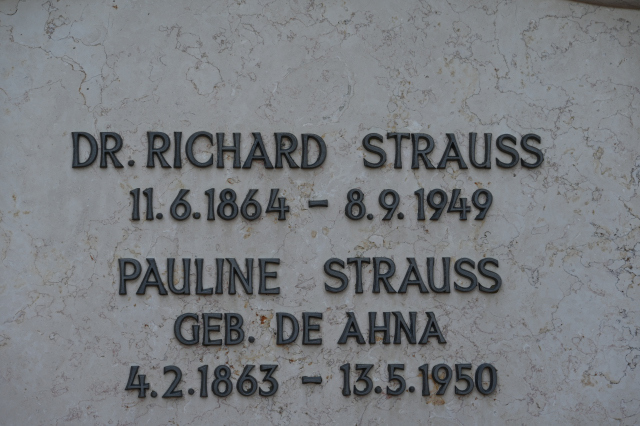 DR. RICHARD STRAUSS
11.6.1864 – 8.9.1949
PAULINE STRAUSS
GEB. DE AHNA
4.2.1863 – 13.5.1950